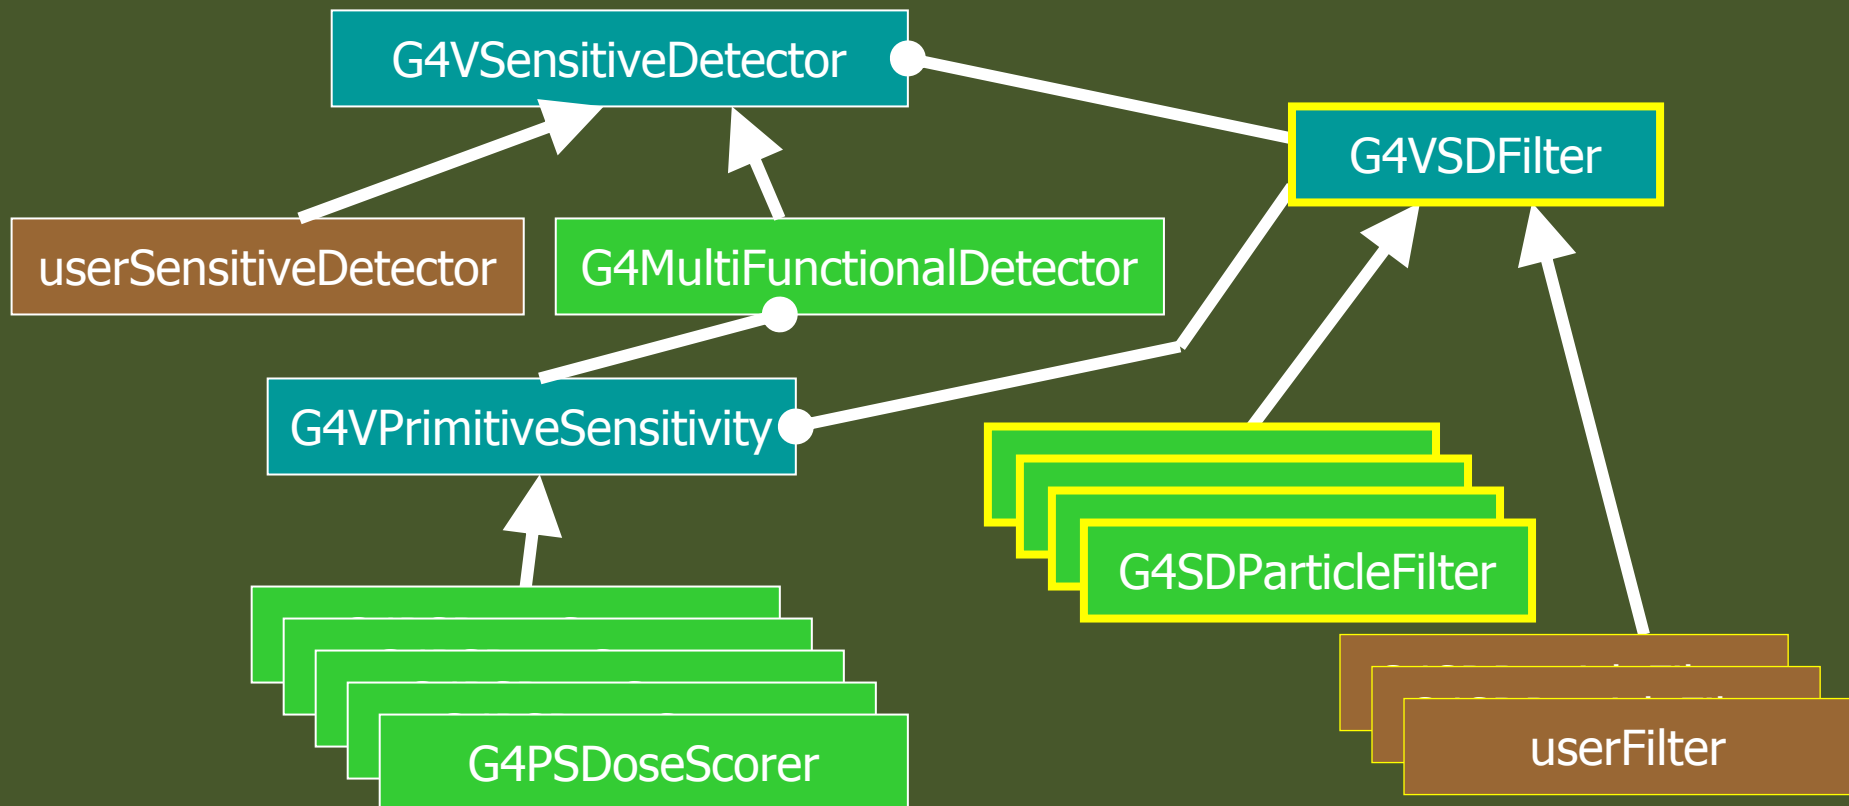 G4VSensitiveDetector
G4VSDFilter
userSensitiveDetector
G4MultiFunctionalDetector
G4VPrimitiveSensitivity
G4SDParticleFilter
userFilter
G4PSDoseScorer